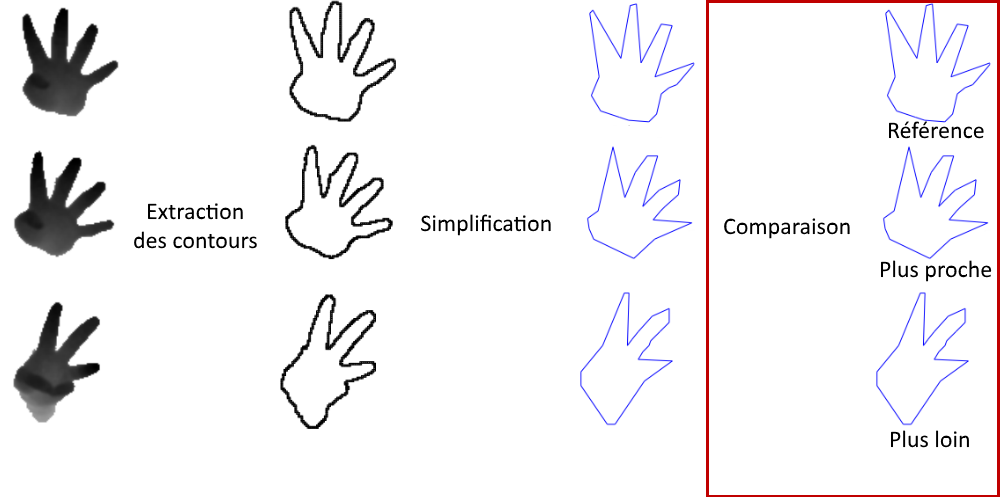 Référence
Extraction
des contours
Simplification
Comparaison
Plus proche
Plus loin